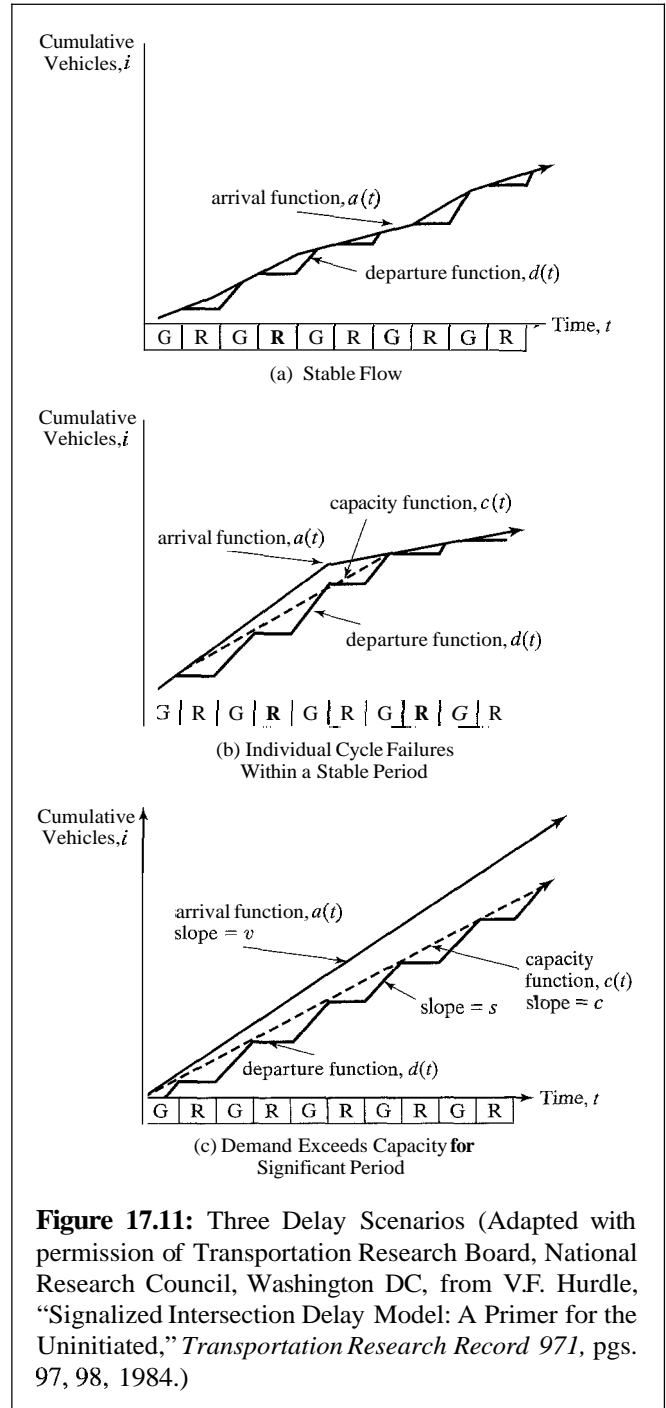 Cumulative
Vehicles, i
arrival function, a(t)
departure function, d(t)
Time, t
G R G R G R G R G R
(a) Stable Flow
Cumulative
Vehicles, i
capacity function, c(t)
arrival function, a(t)
departure function, d(t)
G R G R G R G R G R
(b) Individual Cycle Failures
Within a Stable Period
Cumulative
Vehicles, i
arrival function, a(t)
slope = v
capacity
function, c(t)
slope = c
slope = s
departure function, d(t)
Time, t
G R G R G R G R G R
(c) Demand Exceeds Capacity for
Significant Period
Figure 17.11: Three Delay Scenarios (Adapted with
permission of Transportation Research Board, National
Research Council, Washington DC, from V.F. Hurdle,
“Signalized Intersection Delay Model: A Primer for the
Uninitiated,” Transportation Research Record 971, pgs.
97, 98, 1984.)